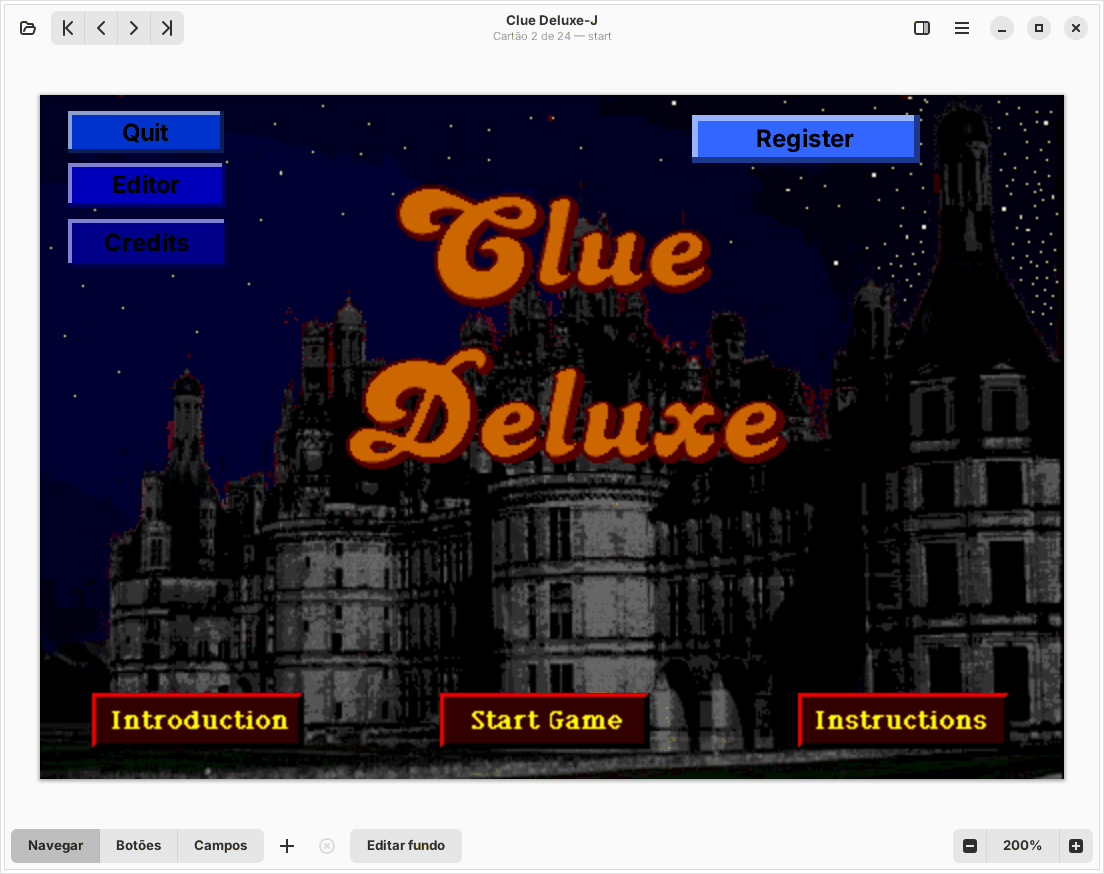 Clue Deluxe-J
Cartão 2 de 24 — start
Quit
Register
Editor
Credits
Clue
Deluxe
Introduction
Start Game
Instructions
Navegar
Botões
Campos
Editar fundo
200%